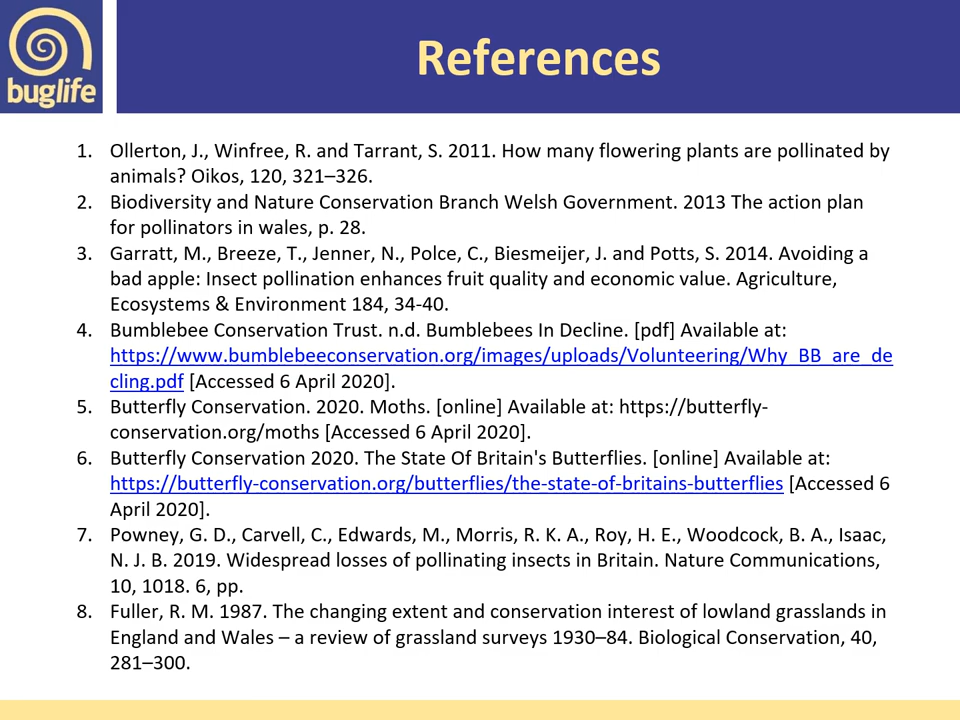 buglife
References
1. Ollerton, J., Winfree, R. and Tarrant, S. 2011. How many flowering plants are pollinated by
animals? Oikos, 120, 321–326.
2. Biodiversity and Nature Conservation Branch Welsh Government. 2013 The action plan
for pollinators in wales, p. 28.
3. Garratt, M., Breeze, T., Jenner, N., Polce, C., Biesmeijer, J. and Potts, S. 2014. Avoiding a
bad apple: Insect pollination enhances fruit quality and economic value. Agriculture,
Ecosystems & Environment 184, 34-40.
4. Bumblebee Conservation Trust. n.d. Bumblebees In Decline. [pdf] Available at:
https://www.bumblebeeconservation.org/images/uploads/Volunteering/Why_BB_are_de
cling.pdf [Accessed 6 April 2020].
5. Butterfly Conservation. 2020. Moths. [online] Available at: https://butterfly-
conservation.org/moths [Accessed 6 April 2020].
6. Butterfly Conservation 2020. The State Of Britain's Butterflies. [online] Available at:
https://butterfly-conservation.org/butterflies/the-state-of-britains-butterflies [Accessed 6
April 2020].
7. Powney, G. D., Carvell, C., Edwards, M., Morris, R. K. A., Roy, H. E., Woodcock, B. A., Isaac,
N. J. B. 2019. Widespread losses of pollinating insects in Britain. Nature Communications,
10, 1018. 6, pp.
8. Fuller, R. M. 1987. The changing extent and conservation interest of lowland grasslands in
England and Wales – a review of grassland surveys 1930–84. Biological Conservation, 40,
281–300.